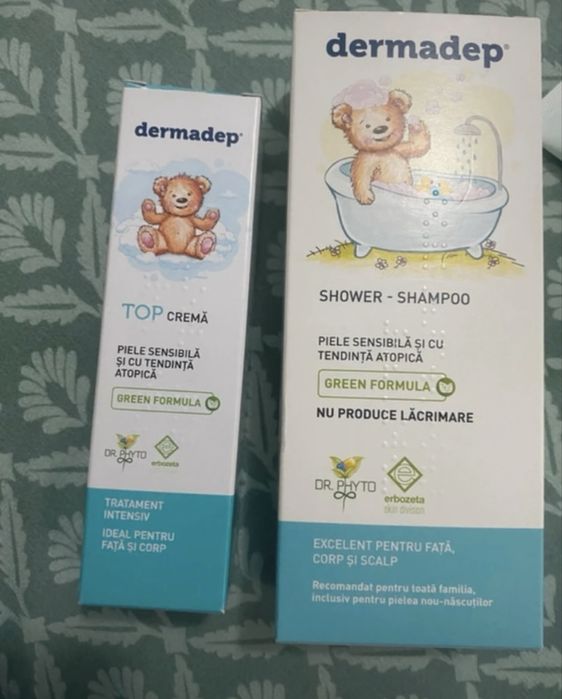 dermadep®
TOP CREMĂ
PIELE SENSIBILĂ
ȘI CU TENDINȚĂ
ATOPICĂ
GREEN FORMULA
DR. PHYTO
erbozeta
TRATAMENT
INTENSIV
IDEAL PENTRU
FAȚĂ ȘI CORP
dermadep®
SHOWER - SHAMPOO
PIELE SENSIBILĂ ȘI CU
TENDINȚĂ ATOPICĂ
GREEN FORMULA
NU PRODUCE LĂCRIMARE
DR. PHYTO
erbozeta
skin division
EXCELENT PENTRU FAȚĂ,
CORP ȘI SCALP
Recomandat pentru toată familia,
inclusiv pentru pielea nou-născuților